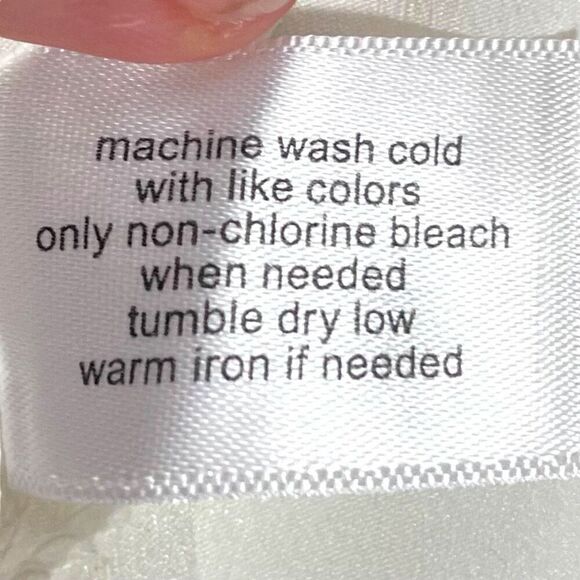 machine wash cold
with like colors
only non-chlorine bleach
when needed
tumble dry low
warm iron if needed